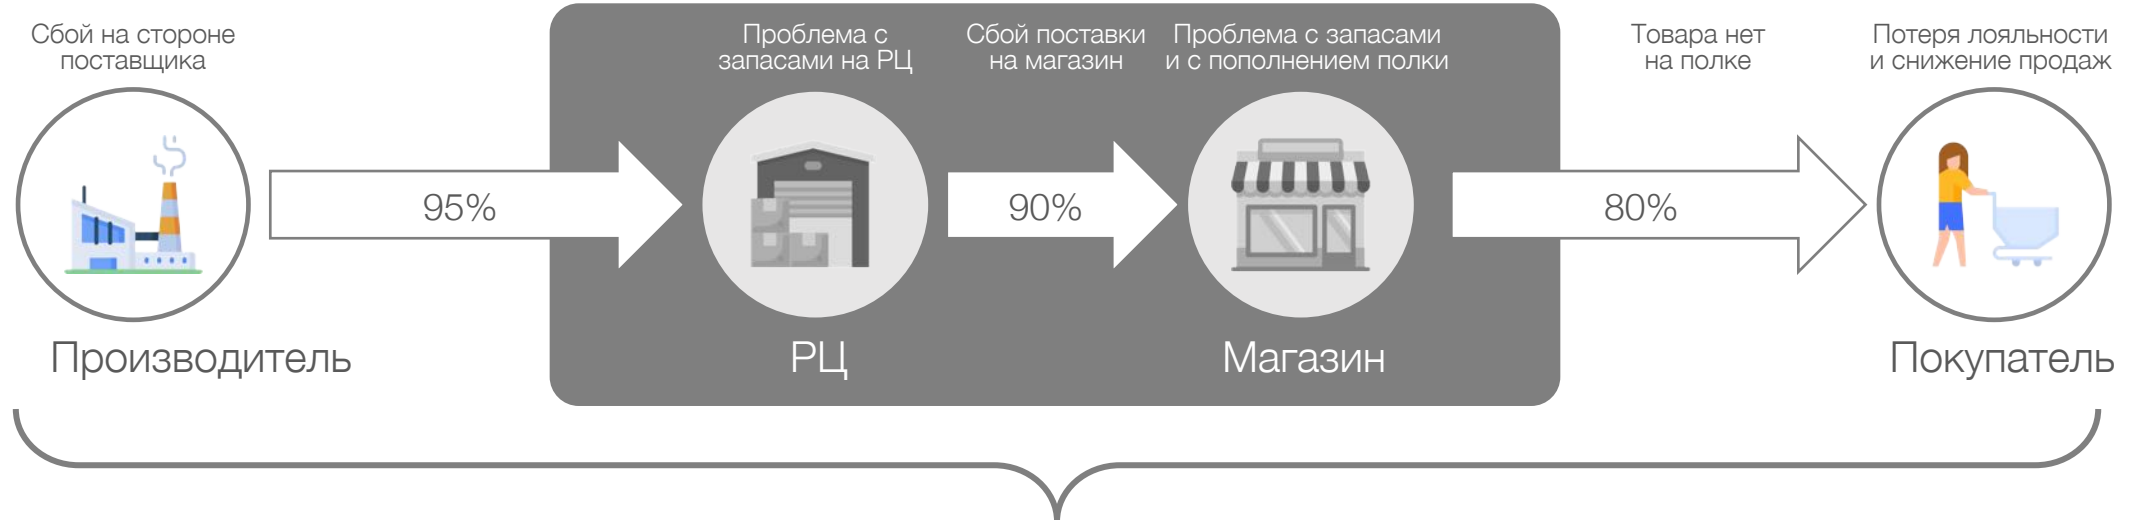 Сбой на стороне
поставщика
Проблема с
запасами на РЦ
Сбой поставки
на магазин
Проблема с запасами
и с пополнением полки
Товара нет
на полке
Потеря лояльности
и снижение продаж
95%
90%
80%
Производитель
РЦ
Магазин
Покупатель